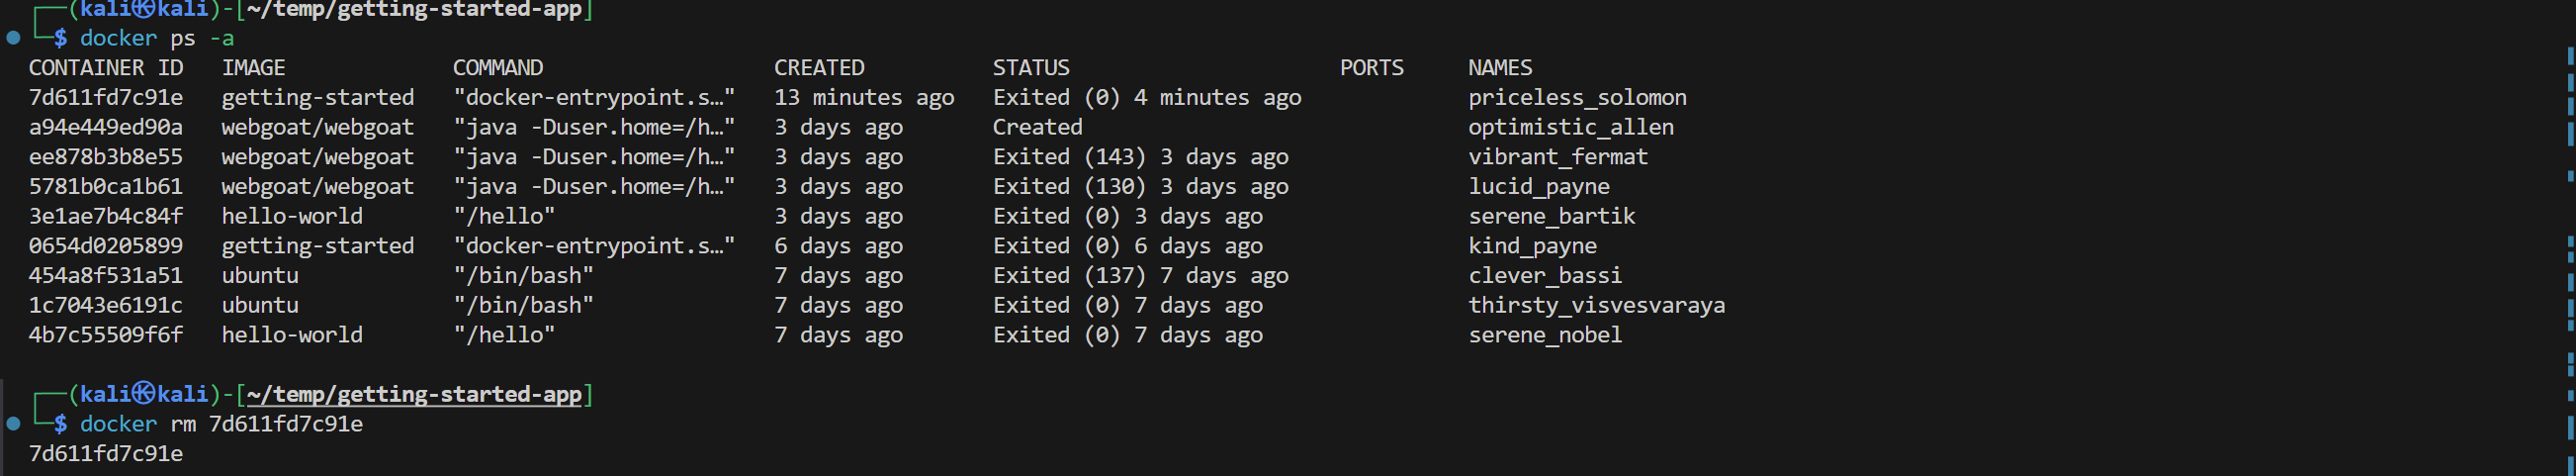 ┌──(kali㉿kali)-[~/temp/getting-started-app]
└─$ docker ps -a
CONTAINER ID   IMAGE             COMMAND                  CREATED          STATUS                     PORTS     NAMES
7d611fd7c91e   getting-started   "docker-entrypoint.s…"   13 minutes ago   Exited (0) 4 minutes ago             priceless_solomon
a94e449ed90a   webgoat/webgoat   "java -Duser.home=/h…"   3 days ago       Created                              optimistic_allen
ee878b3b8e55   webgoat/webgoat   "java -Duser.home=/h…"   3 days ago       Exited (143) 3 days ago              vibrant_fermat
5781b0ca1b61   webgoat/webgoat   "java -Duser.home=/h…"   3 days ago       Exited (130) 3 days ago              lucid_payne
3e1ae7b4c84f   hello-world       "/hello"                 3 days ago       Exited (0) 3 days ago                serene_bartik
0654d0205899   getting-started   "docker-entrypoint.s…"   6 days ago       Exited (0) 6 days ago                kind_payne
454a8f531a51   ubuntu            "/bin/bash"              7 days ago       Exited (137) 7 days ago              clever_bassi
1c7043e6191c   ubuntu            "/bin/bash"              7 days ago       Exited (0) 7 days ago                thirsty_visvesvaraya
4b7c55509f6f   hello-world       "/hello"                 7 days ago       Exited (0) 7 days ago                serene_nobel
┌──(kali㉿kali)-[~/temp/getting-started-app]
└─$ docker rm 7d611fd7c91e
7d611fd7c91e